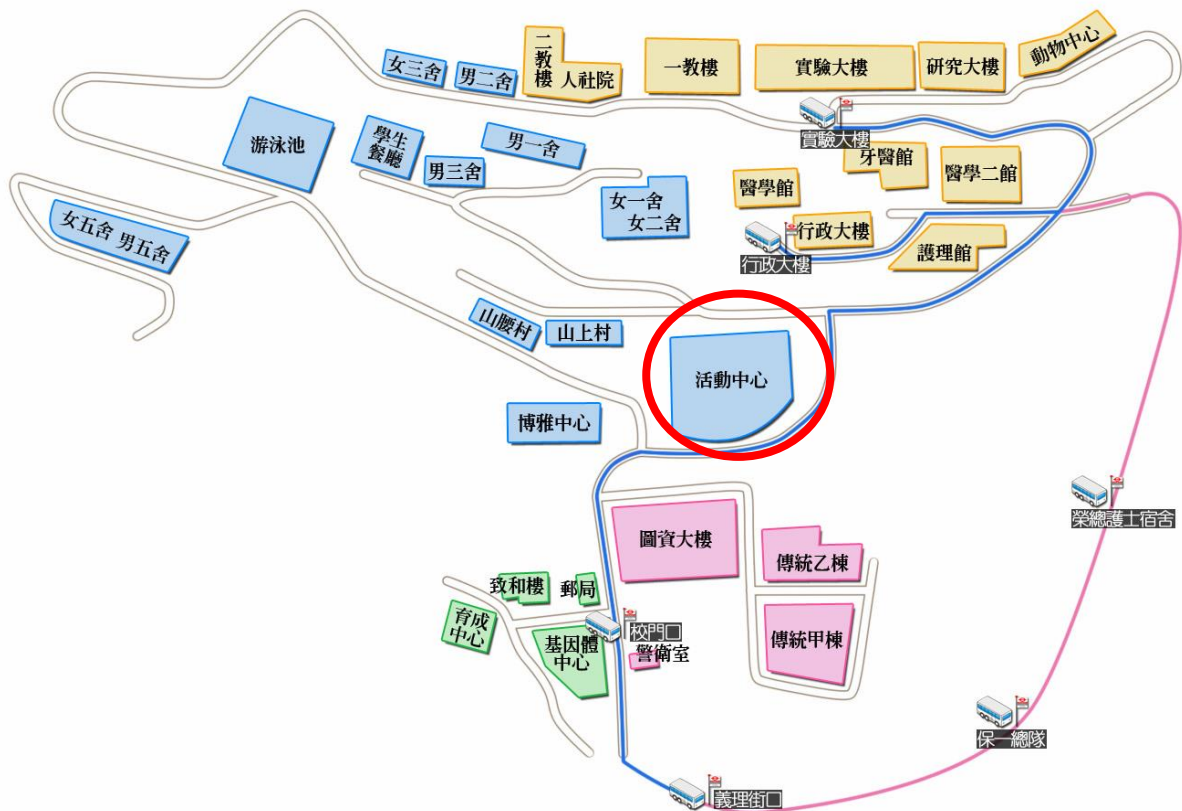 女三舍
男二舍
二教樓
人社院
一教樓
實驗大樓
研究大樓
動物中心
游泳池
學生
餐廳
男一舍
男三舍
實驗大樓
牙醫館
醫學二館
醫學館
女一舍
女二舍
行政大樓
行政大樓
護理館
女五舍
男五舍
山腰村
山上村
活動中心
博雅中心
榮總護士宿舍
圖資大樓
傳統乙棟
致和樓
郵局
育成
中心
基因體
中心
校門口
警衛室
傳統甲棟
保一總隊
義理街口